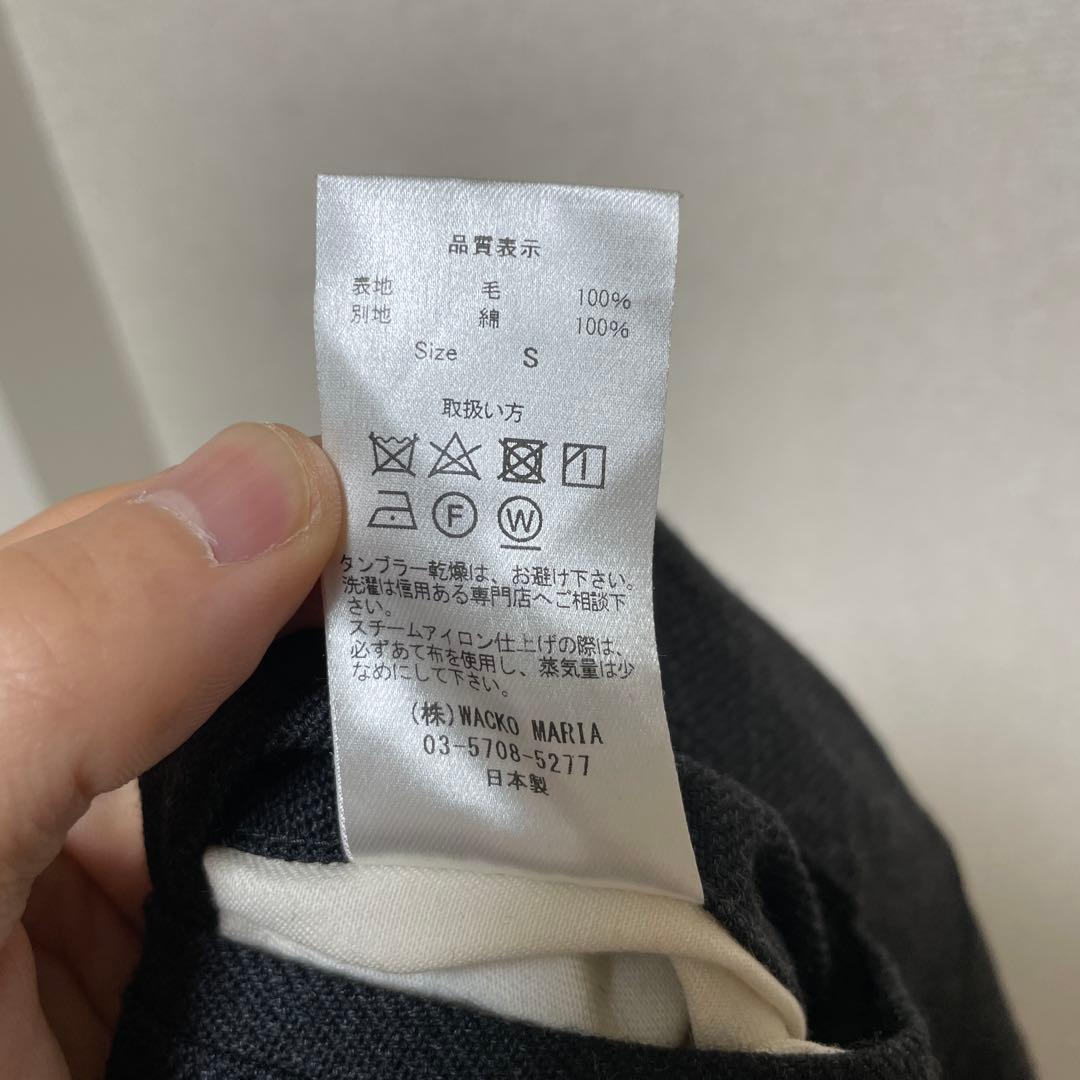 品質表示
表地 毛 100%
別地 綿 100%
Size S
取扱い方
F W
タンブラー乾燥は、お避け下さい。
洗濯は信用ある専門店へご相談下
さい。
スチームアイロン仕上げの際は、
必ずあて布を使用し、蒸気量は少
なめにして下さい。
(株)WACKO MARIA
03-5708-5277
日本製